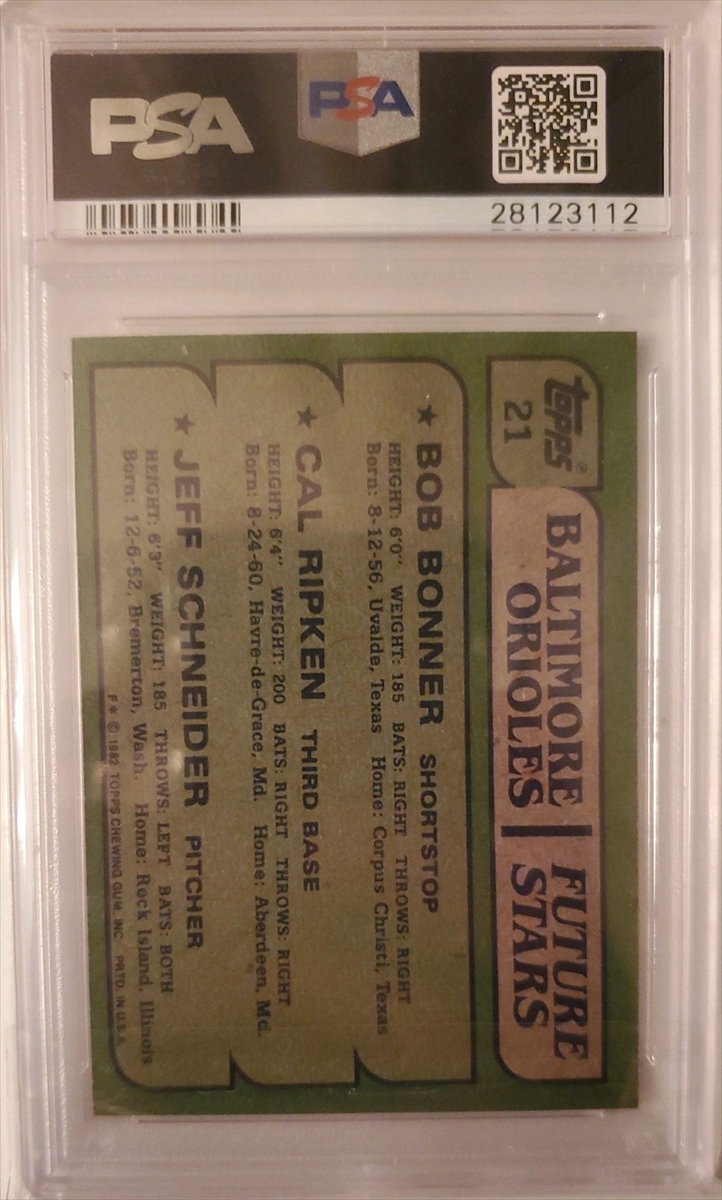 PSA
PSA
28123112
topps®
21
BALTIMORE ORIOLES | FUTURE STARS
★ BOB BONNER SHORTSTOP
HEIGHT: 6'0" WEIGHT: 185 BATS: RIGHT THROWS: RIGHT
Born: 8-12-56, Uvalde, Texas Home: Corpus Christi, Texas
★ CAL RIPKEN THIRD BASE
HEIGHT: 6'4" WEIGHT: 200 BATS: RIGHT THROWS: RIGHT
Born: 8-24-60, Havre-de-Grace, Md. Home: Aberdeen, Md.
★ JEFF SCHNEIDER PITCHER
HEIGHT: 6'3" WEIGHT: 185 THROWS: LEFT BATS: BOTH
Born: 12-6-52, Bremerton, Wash. Home: Rock Island, Illinois
F* © 1982 TOPPS CHEWING GUM, INC. PRTD. IN U.S.A.